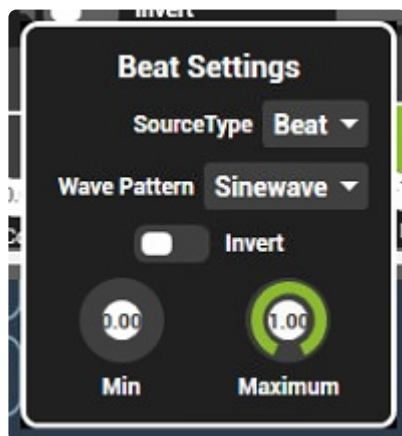 Invert
Beat Settings
SourceType Beat
Wave Pattern Sinewave
Invert
0.00 1.00
Min Maximum